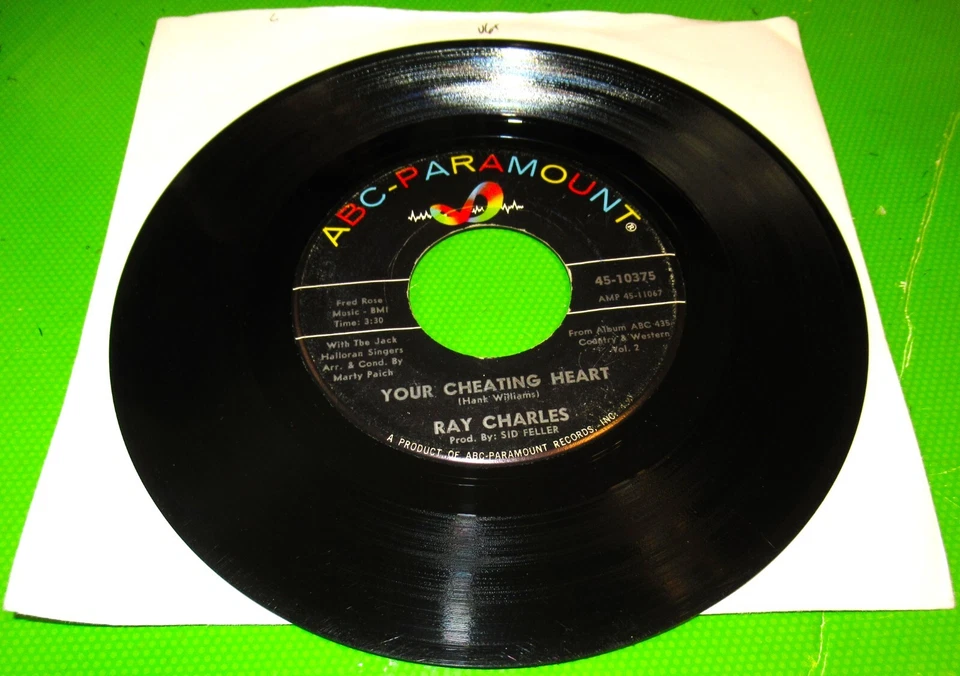 VG+
ABC-PARAMOUNT®
45-10375
AMP 45-11067
Fred Rose
Music - BMI
Time: 3:30
With The Jack
Halloran Singers
Arr. & Cond. By
Marty Paich
From Album ABC 435
Country & Western
Vol. 2
YOUR CHEATING HEART
(Hank Williams)
RAY CHARLES
Prod. By: SID FELLER
A PRODUCT OF ABC-PARAMOUNT RECORDS, INC.